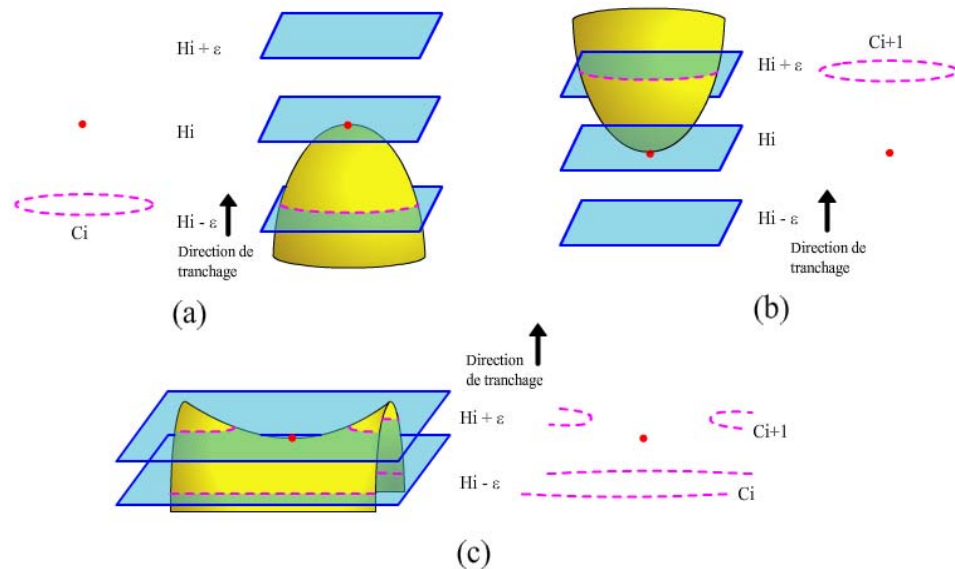 Hi + ε
Hi
Hi - ε
Ci
Direction de
tranchage
(a)
Ci+1
Hi + ε
Hi
Hi - ε
Direction de
tranchage
(b)
Direction
de tranchage
Hi + ε
Hi - ε
Ci+1
Ci
(c)